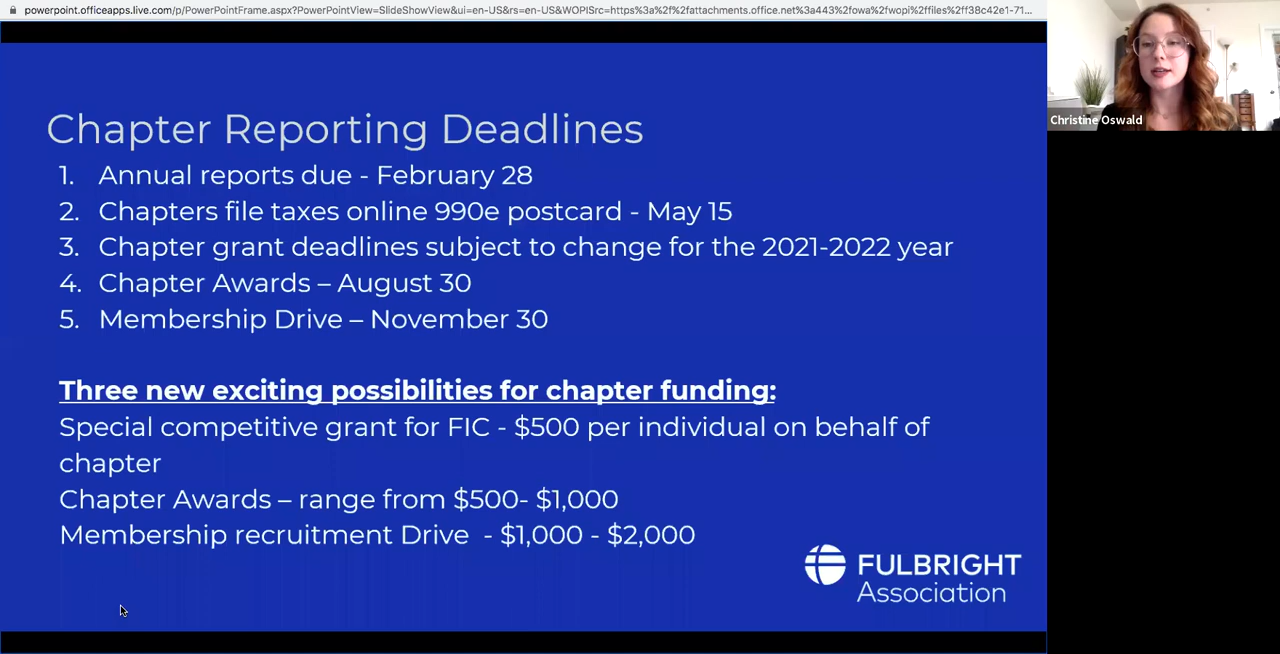 powerpoint.officeapps.live.com/p/PowerPointFrame.aspx?PowerPointView=SlideShowView&ui=en-US&rs=en-US&WOPISrc=https%3a%2f%2fattachments.office.net%3a443%2fowa%2fwopi%2ffiles%2ff38c42e1-71...
Christine Oswald
Chapter Reporting Deadlines
1. Annual reports due - February 28
2. Chapters file taxes online 990e postcard - May 15
3. Chapter grant deadlines subject to change for the 2021-2022 year
4. Chapter Awards – August 30
5. Membership Drive – November 30
Three new exciting possibilities for chapter funding:
Special competitive grant for FIC - $500 per individual on behalf of
chapter
Chapter Awards – range from $500- $1,000
Membership recruitment Drive - $1,000 - $2,000
FULBRIGHT
Association